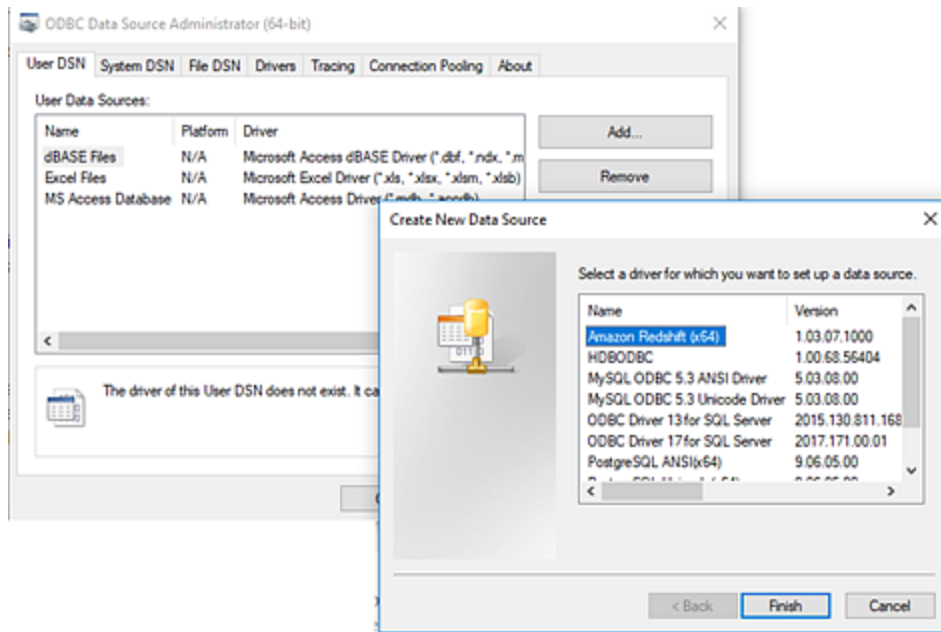 ODBC Data Source Administrator (64-bit)
User DSN System DSN File DSN Drivers Tracing Connection Pooling About
User Data Sources:
Name Platform Driver
dBASE Files N/A Microsoft Access dBASE Driver (*.dbf, *.ndx, *.m
Excel Files N/A Microsoft Excel Driver (*.xls, *.xlsx, *.xlsm, *.xlsb)
MS Access Database N/A Microsoft Access Driver (*.mdb, *.accdb)
Add...
Remove
The driver of this User DSN does not exist. It ca
Create New Data Source
Select a driver for which you want to set up a data source.
Name Version
Amazon Redshift (x64) 1.03.07.1000
HDBODBC 1.00.68.56404
MySQL ODBC 5.3 ANSI Driver 5.03.08.00
MySQL ODBC 5.3 Unicode Driver 5.03.08.00
ODBC Driver 13 for SQL Server 2015.130.811.168
ODBC Driver 17 for SQL Server 2017.171.00.01
PostgreSQL ANSI(x64) 9.06.05.00
< Back Finish Cancel